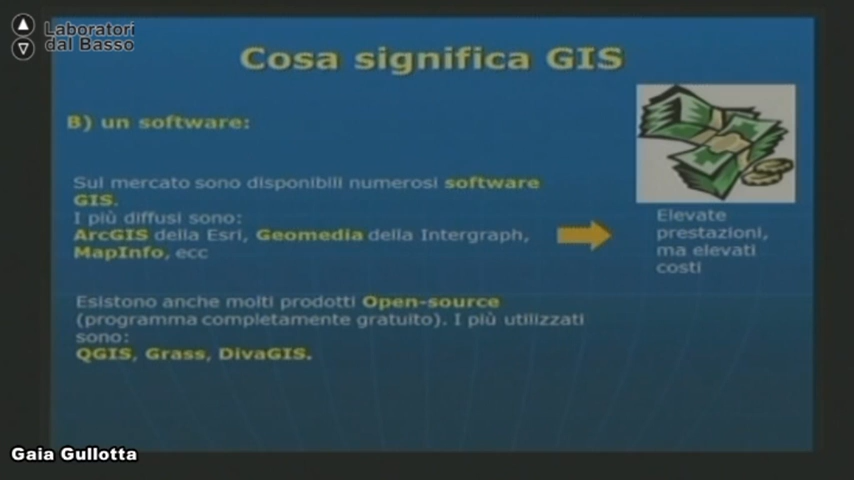 Laboratori
dal Basso
Cosa significa GIS
B) un software:
Sul mercato sono disponibili numerosi software
GIS.
I più diffusi sono:
ArcGIS della Esri, Geomedia della Intergraph,
MapInfo, ecc
Elevate
prestazioni,
ma elevati
costi
Esistono anche molti prodotti Open-source
(programma completamente gratuito). I più utilizzati
sono:
QGIS, Grass, DivaGIS.
Gaia Gullotta